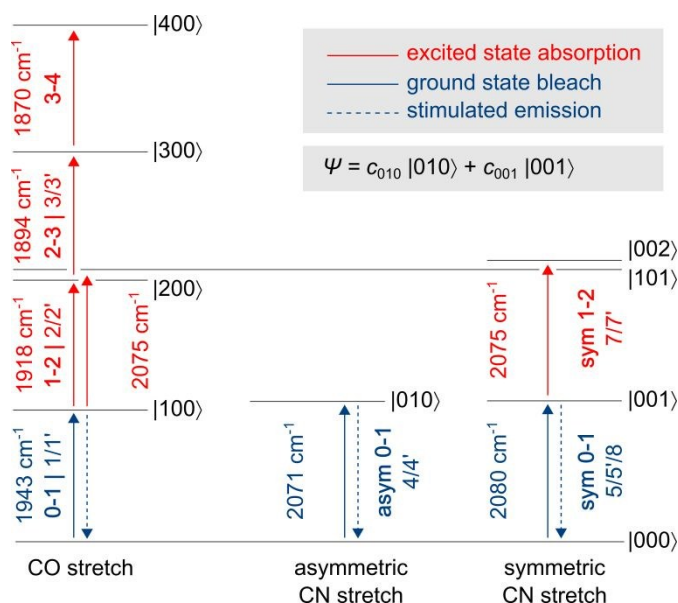 |400⟩
excited state absorption
ground state bleach
stimulated emission
1870 cm⁻¹
3-4
Ψ = c₀₁₀ |010⟩ + c₀₀₁ |001⟩
|300⟩
1894 cm⁻¹
2-3 | 3/3'
|002⟩
|101⟩
|200⟩
1918 cm⁻¹
1-2 | 2/2'
2075 cm⁻¹
2075 cm⁻¹
sym 1-2
7/7'
|100⟩
|010⟩
|001⟩
1943 cm⁻¹
0-1 | 1/1'
2071 cm⁻¹
asym 0-1
4/4'
2080 cm⁻¹
sym 0-1
5/5'/8
|000⟩
CO stretch
asymmetric
CN stretch
symmetric
CN stretch